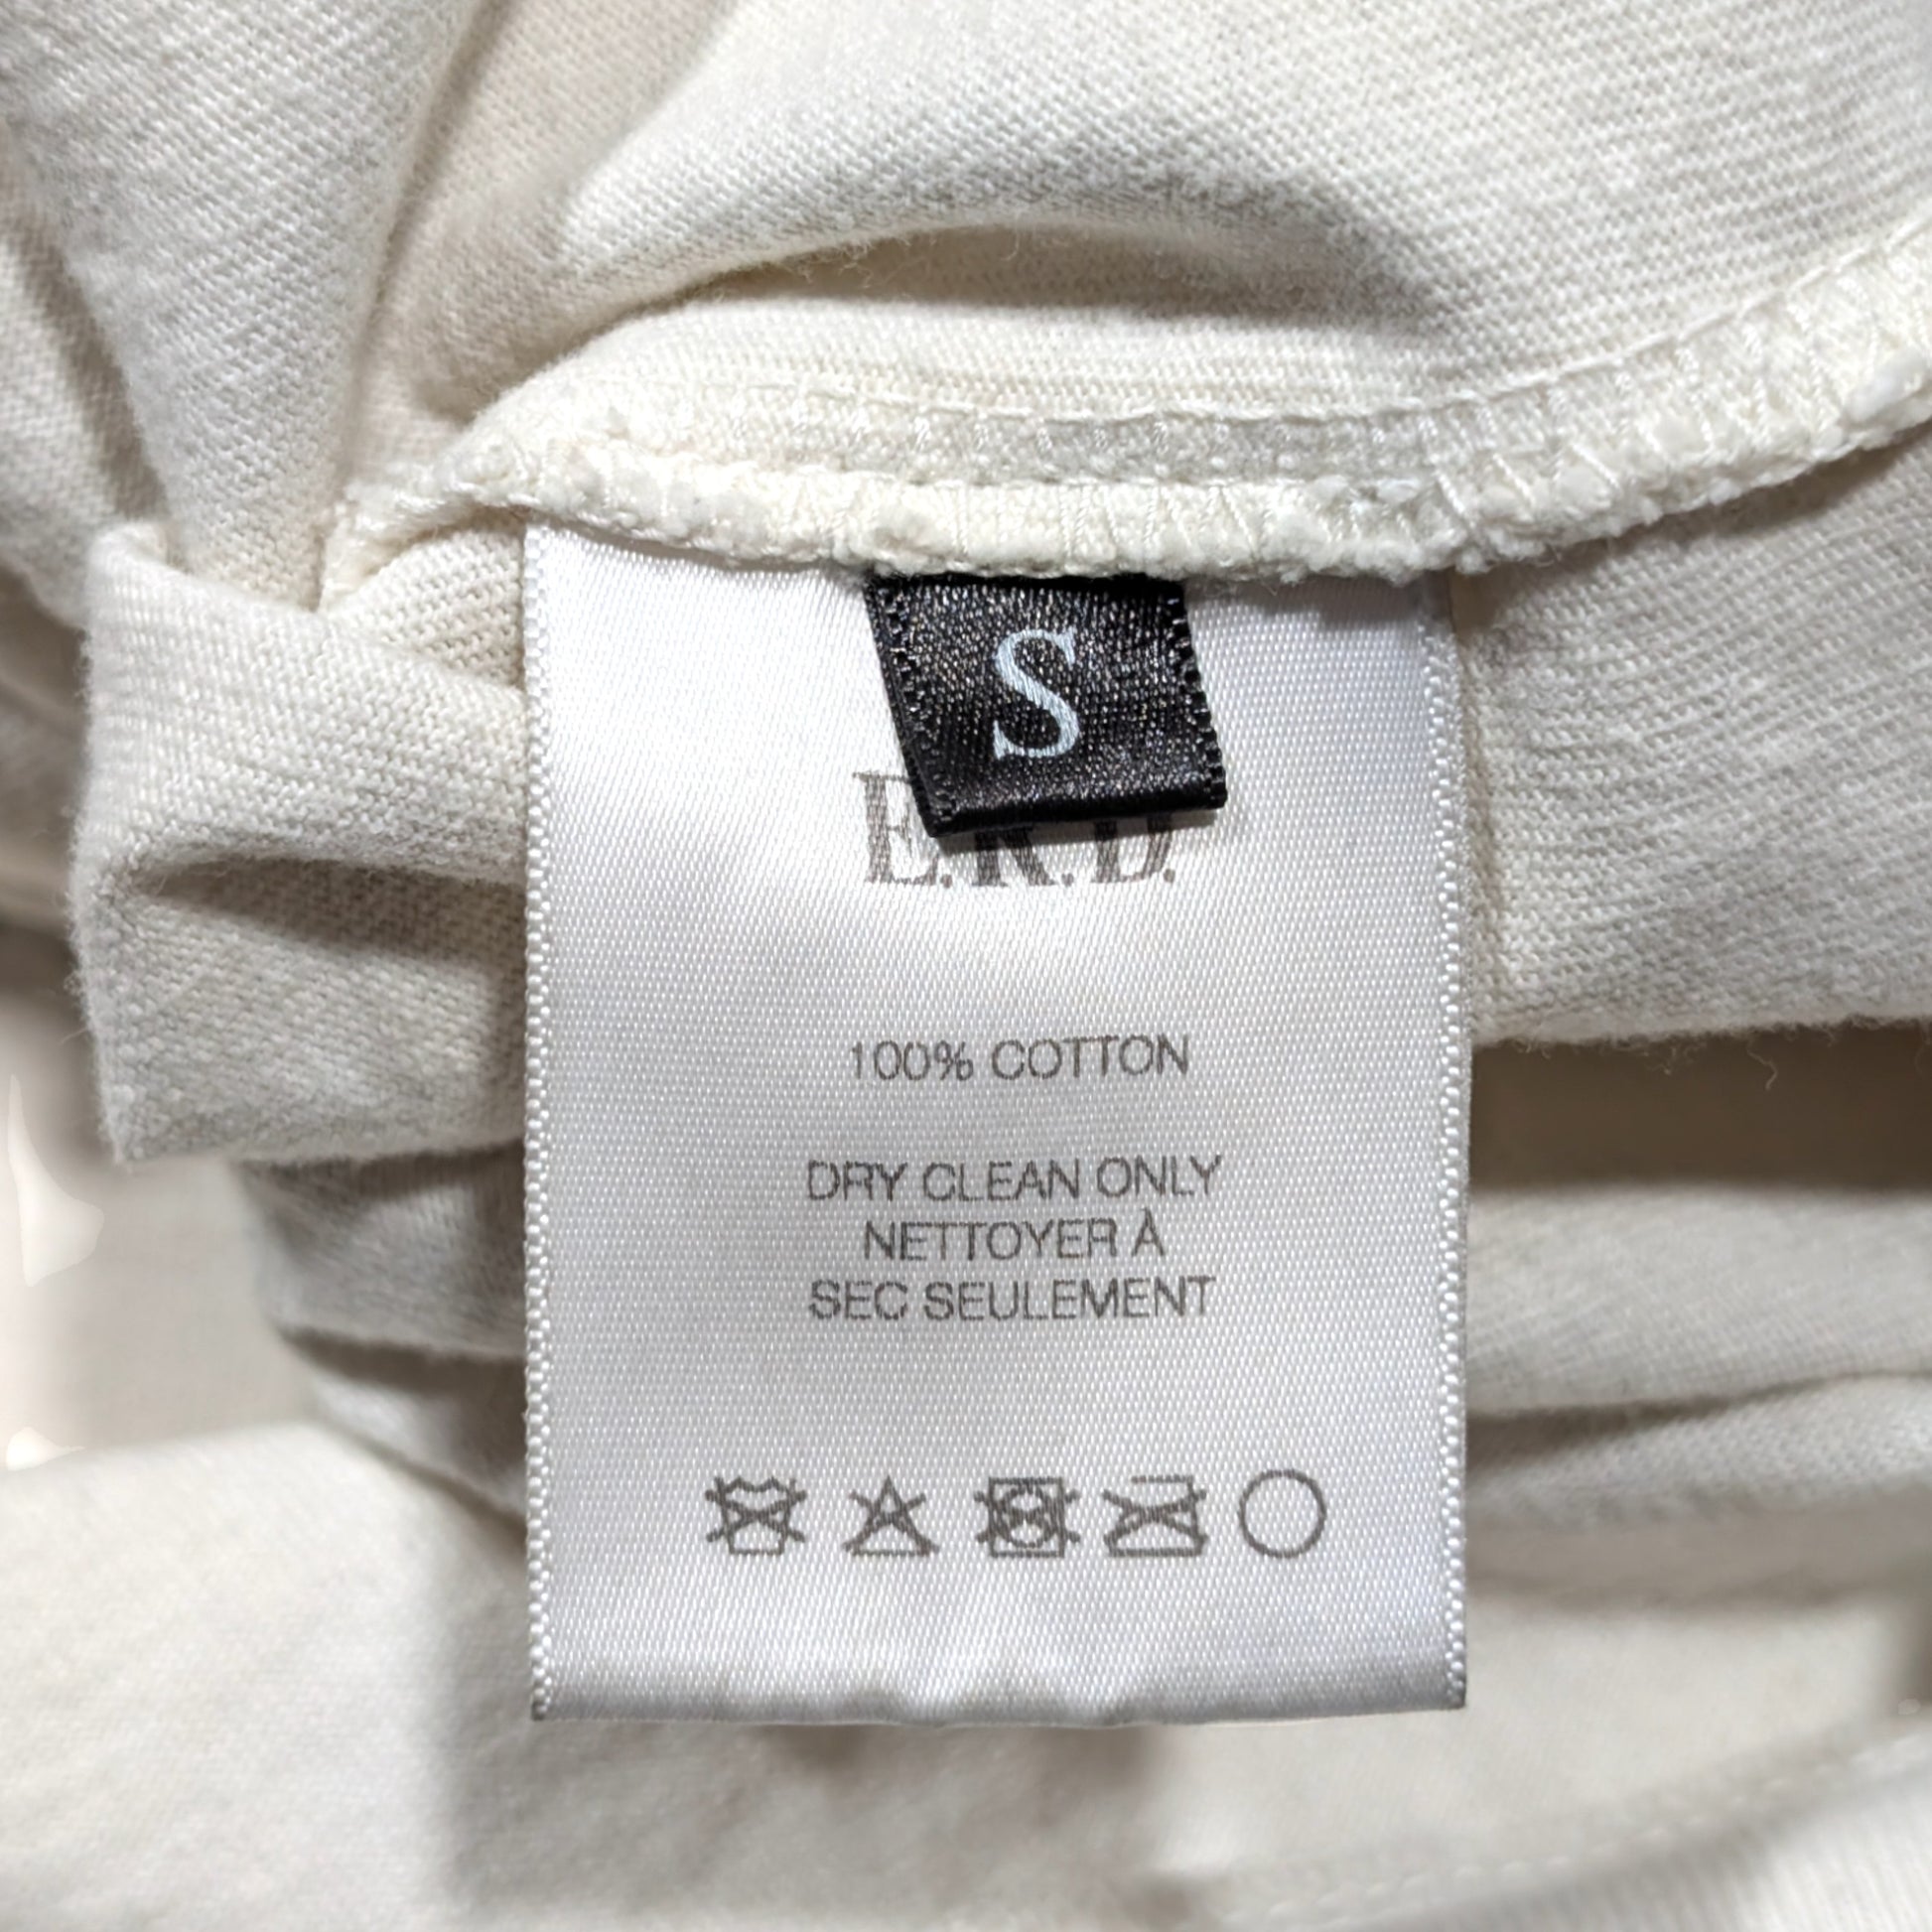 S
E.R.D.
100% COTTON
DRY CLEAN ONLY
NETTOYER À
SEC SEULEMENT